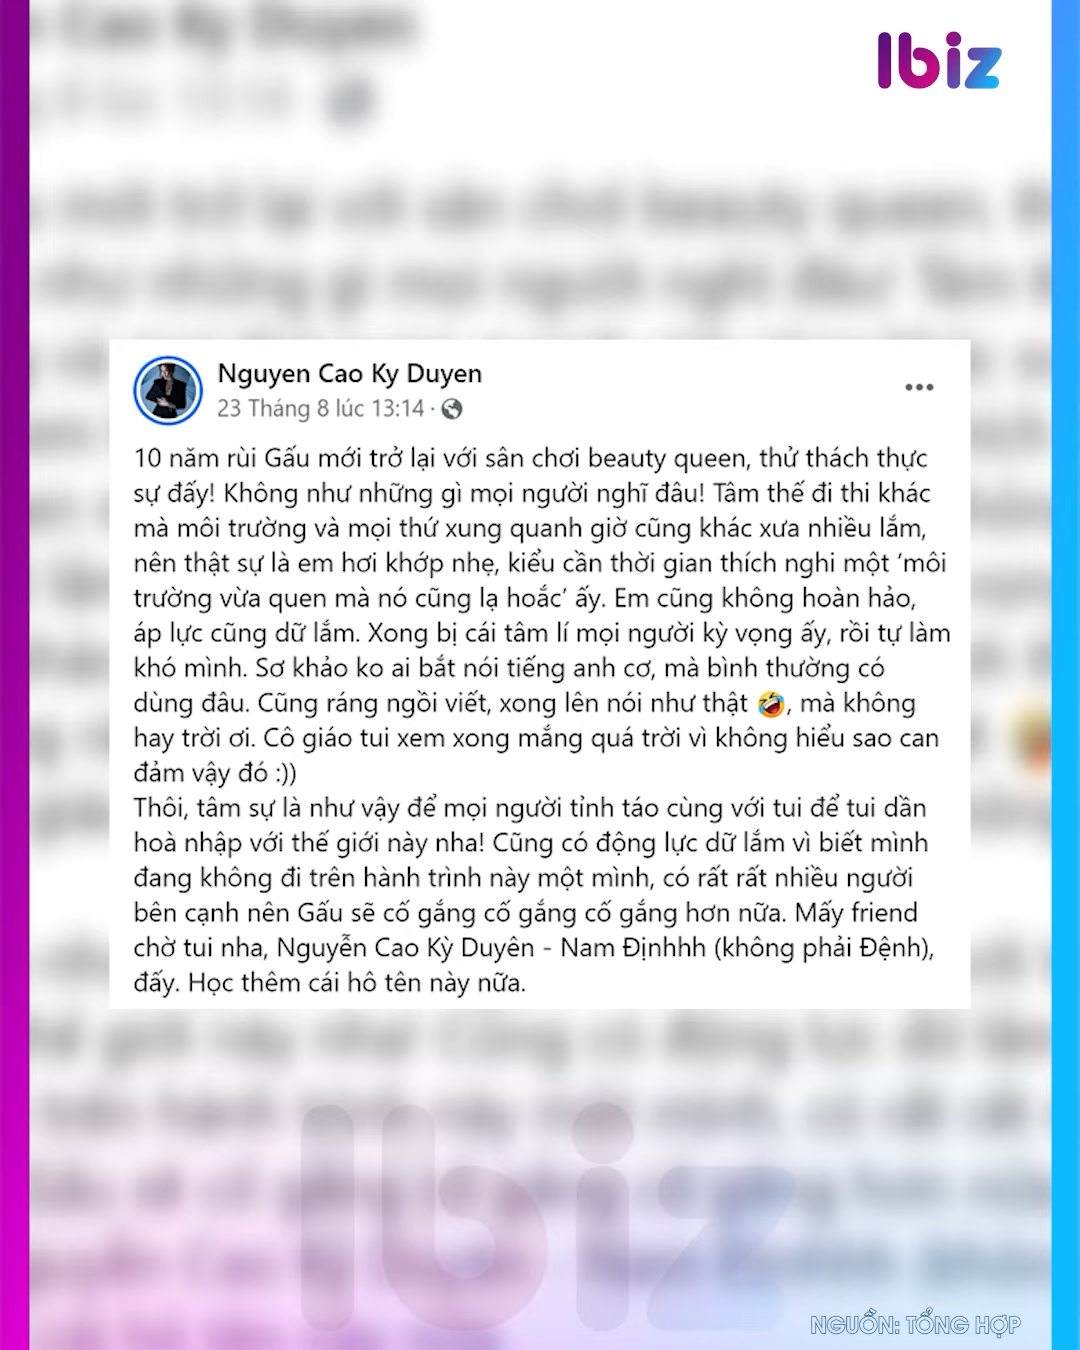 Ibiz
Nguyen Cao Ky Duyen
23 Tháng 8 lúc 13:14 ·
10 năm rùi Gấu mới trở lại với sân chơi beauty queen, thử thách thực
sự đấy! Không như những gì mọi người nghĩ đâu! Tâm thế đi thi khác
mà môi trường và mọi thứ xung quanh giờ cũng khác xưa nhiều lắm,
nên thật sự là em hơi khớp nhẹ, kiểu cần thời gian thích nghi một ‘môi
trường vừa quen mà nó cũng lạ hoắc’ ấy. Em cũng không hoàn hảo,
áp lực cũng dữ lắm. Xong bị cái tâm lí mọi người kỳ vọng ấy, rồi tự làm
khó mình. Sơ khảo ko ai bắt nói tiếng anh cơ, mà bình thường có
dùng đâu. Cũng ráng ngồi viết, xong lên nói như thật 🤣, mà không
hay trời ơi. Cô giáo tui xem xong mắng quá trời vì không hiểu sao can
đảm vậy đó :))
Thôi, tâm sự là như vậy để mọi người tỉnh táo cùng với tui để tui dần
hoà nhập với thế giới này nha! Cũng có động lực dữ lắm vì biết mình
đang không đi trên hành trình này một mình, có rất rất nhiều người
bên cạnh nên Gấu sẽ cố gắng cố gắng cố gắng hơn nữa. Mấy friend
chờ tui nha, Nguyễn Cao Kỳ Duyên - Nam Địnhhh (không phải Đệnh),
đấy. Học thêm cái hô tên này nữa.
Ibiz
NGUỒN: TỔNG HỢP